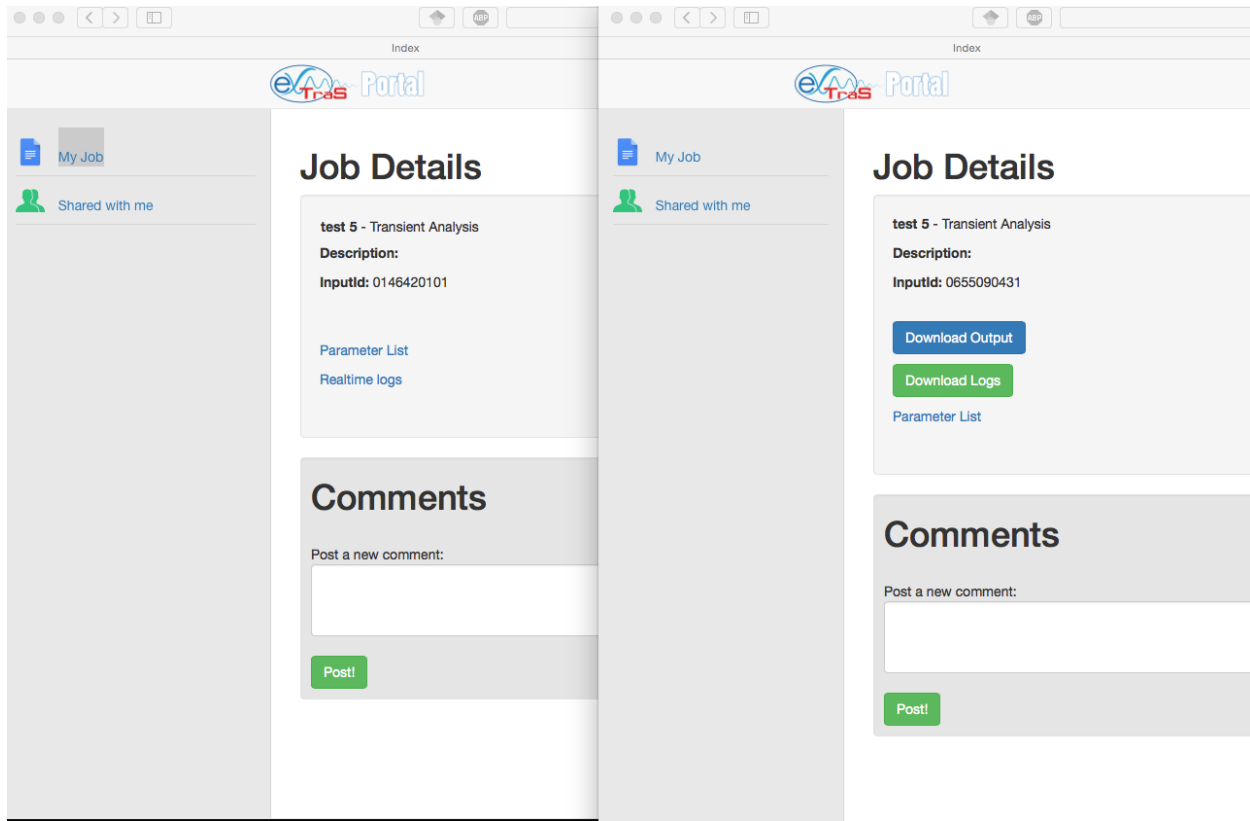 Index
eXTraS Portal
My Job
Shared with me
Job Details
test 5 - Transient Analysis
Description:
InputId: 0146420101
Parameter List
Realtime logs
Comments
Post a new comment:
Post!
ABP
Index
eXTraS Portal
My Job
Shared with me
Job Details
test 5 - Transient Analysis
Description:
InputId: 0655090431
Download Output
Download Logs
Parameter List
Comments
Post a new comment:
Post!
ABP